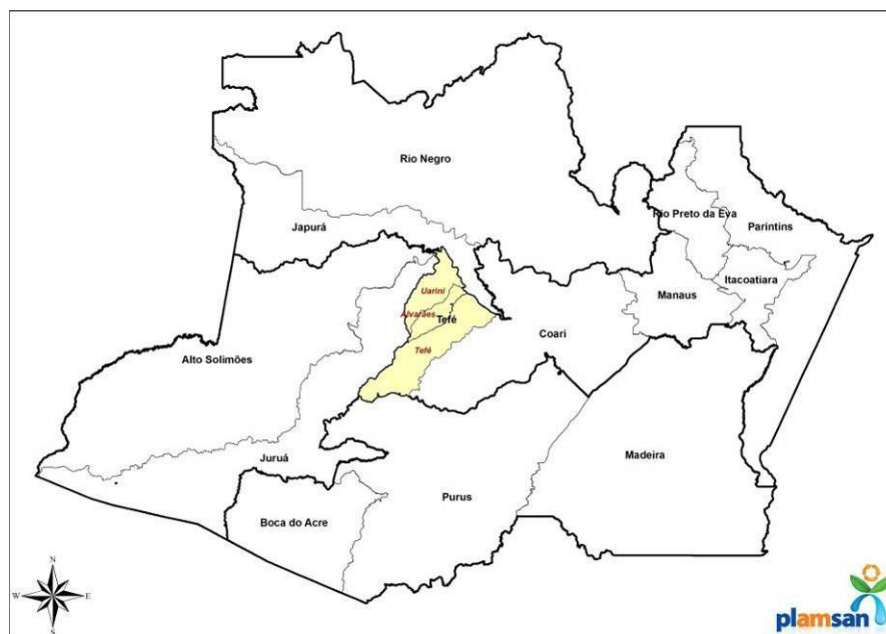 Rio Negro
Rio Preto da Eva
Parintins
Japurá
Itacoatiara
Uarini
Manaus
Alvarães
Tefé
Coari
Alto Solimões
Tefé
Juruá
Madeira
Purus
Boca do Acre
N
W
E
S
plamsan